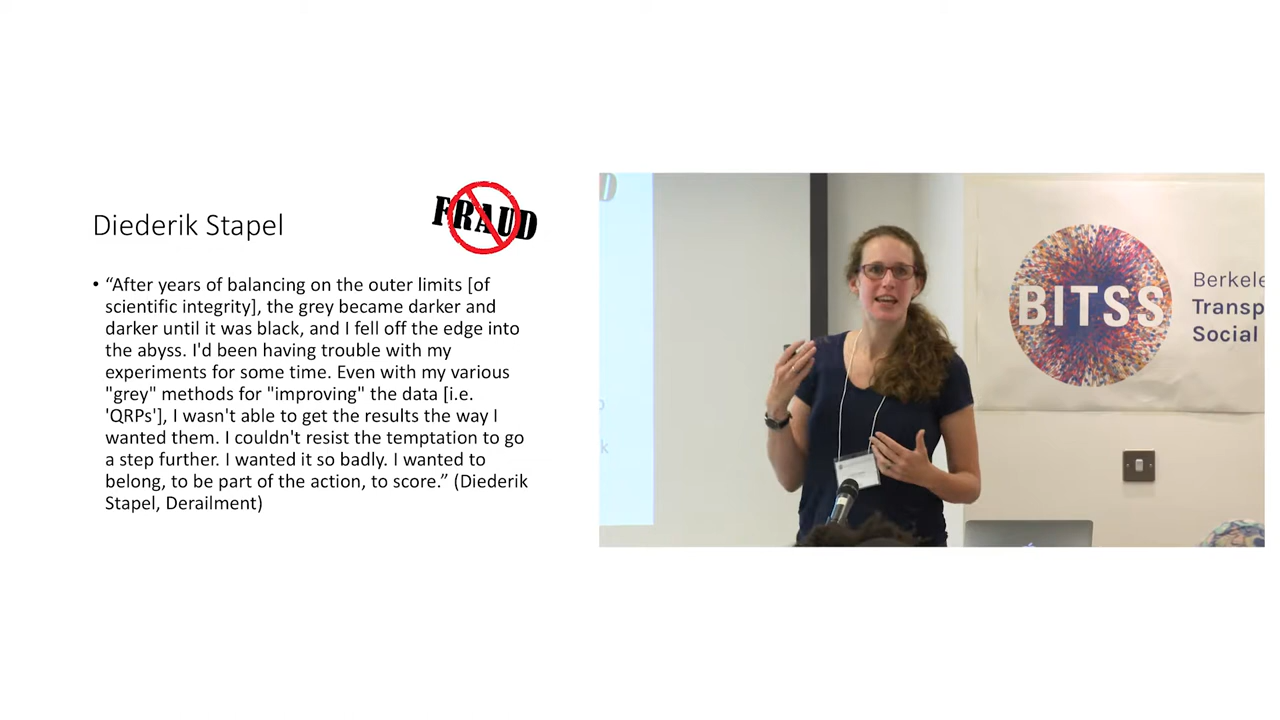 FRAUD
Diederik Stapel
• “After years of balancing on the outer limits [of
scientific integrity], the grey became darker and
darker until it was black, and I fell off the edge into
the abyss. I'd been having trouble with my
experiments for some time. Even with my various
"grey" methods for "improving" the data [i.e.
'QRPs'], I wasn't able to get the results the way I
wanted them. I couldn't resist the temptation to go
a step further. I wanted it so badly. I wanted to
belong, to be part of the action, to score.” (Diederik
Stapel, Derailment)
BITSS
Berkele
Transp
Social